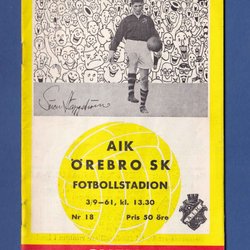 AIK
ÖREBRO SK
FOTBOLLSTADION
3/9–61, kl. 13.30
Nr 18 Pris 50 öre